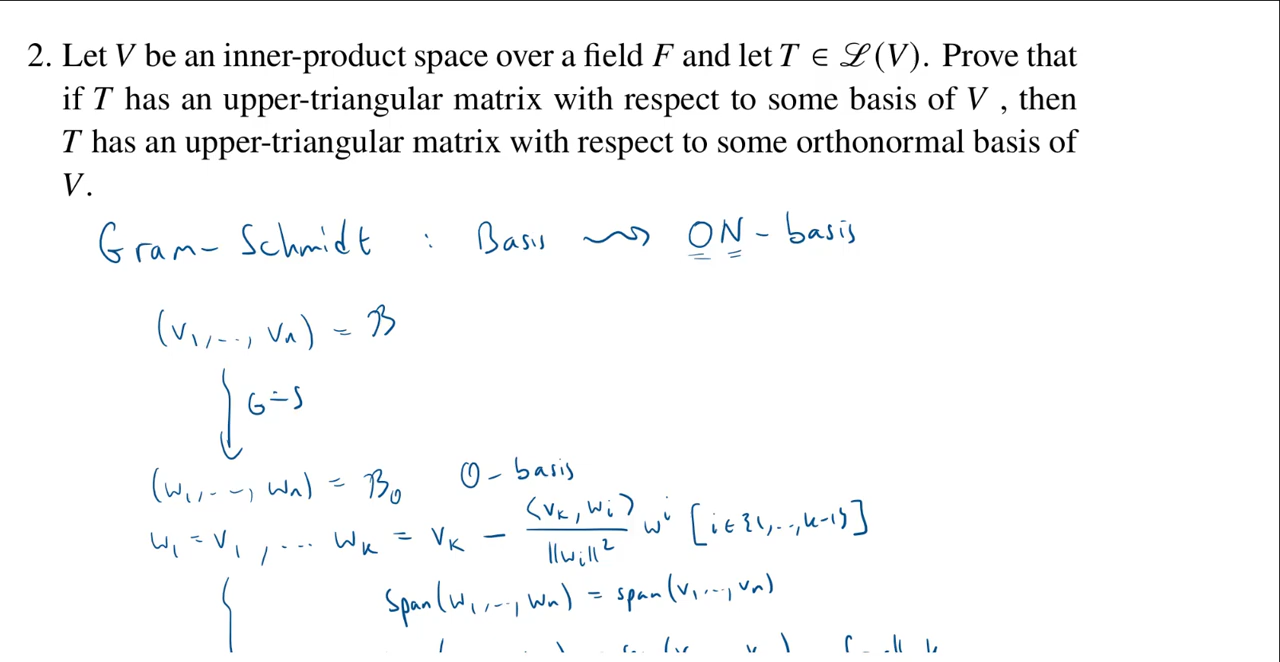 2. Let V be an inner-product space over a field F and let T ∈ ℒ(V). Prove that
if T has an upper-triangular matrix with respect to some basis of V , then
T has an upper-triangular matrix with respect to some orthonormal basis of
V.
Gram-Schmidt : Basis ⇝ ON-basis
(v₁,..,vₙ) = B
G-S
(w₁,..,wₙ) = B₀ O-basis
w₁ = v₁, ... wₖ = vₖ − ⟨vₖ, wᵢ⟩ / ||wᵢ||² wⁱ [i ∈ {1,..,k-1}]
span(w₁,..,wₙ) = span(v₁,..,vₙ)